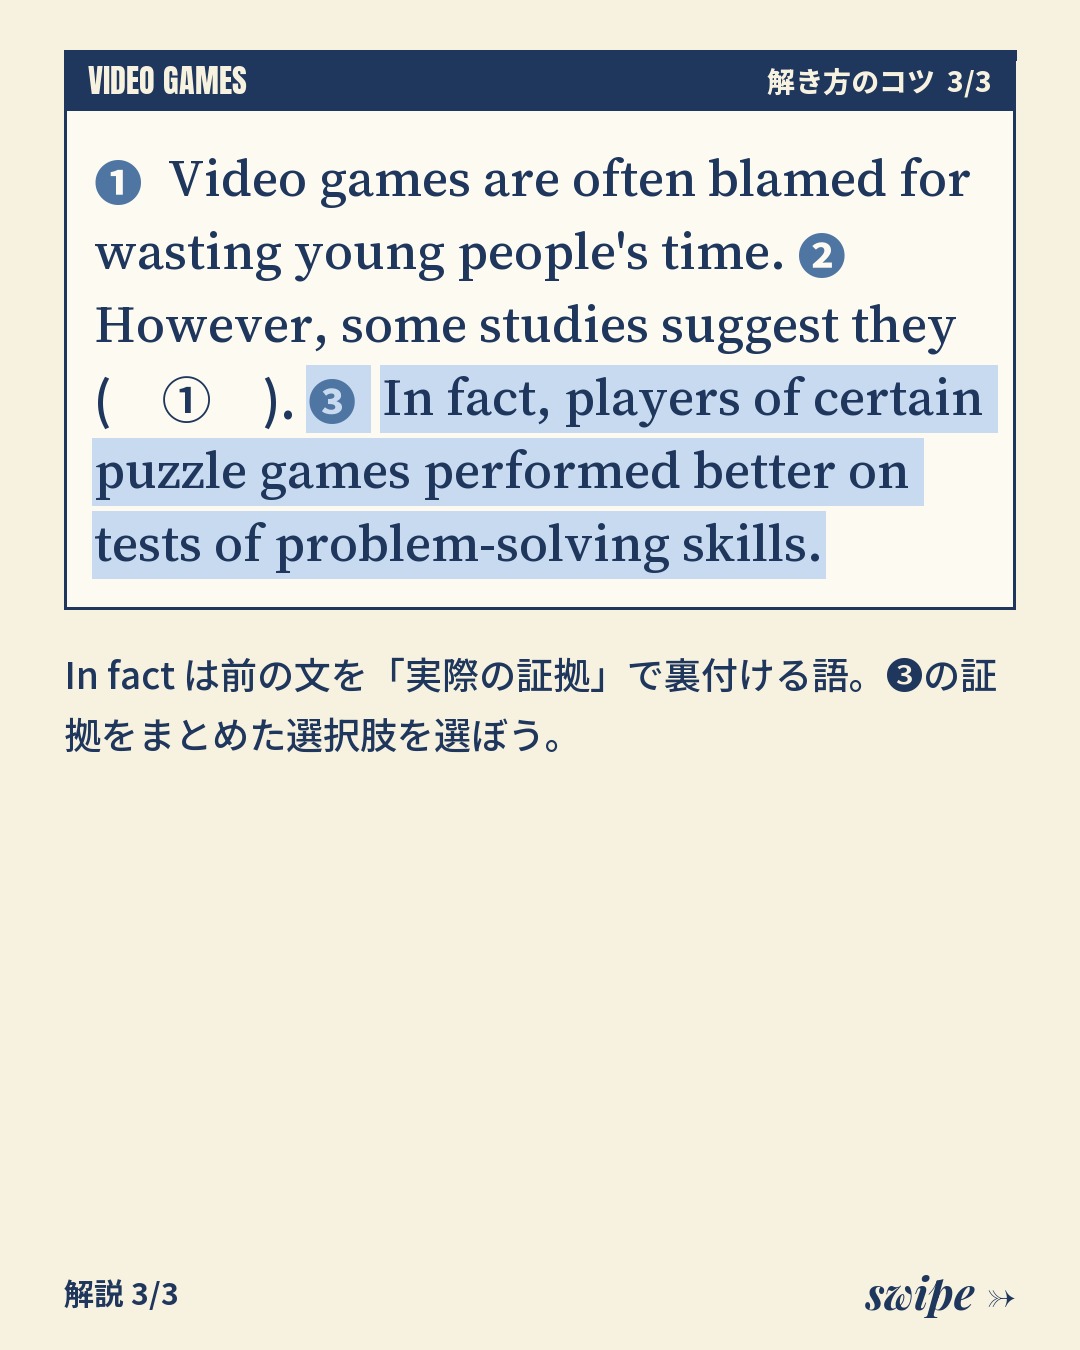 VIDEO GAMES
解き方のコツ 3/3
❶ Video games are often blamed for
wasting young people's time. ❷
However, some studies suggest they
( ① ). ❸ In fact, players of certain
puzzle games performed better on
tests of problem-solving skills.
In fact は前の文を「実際の証拠」で裏付ける語。❸の証
拠をまとめた選択肢を選ぼう。
解説 3/3
swipe